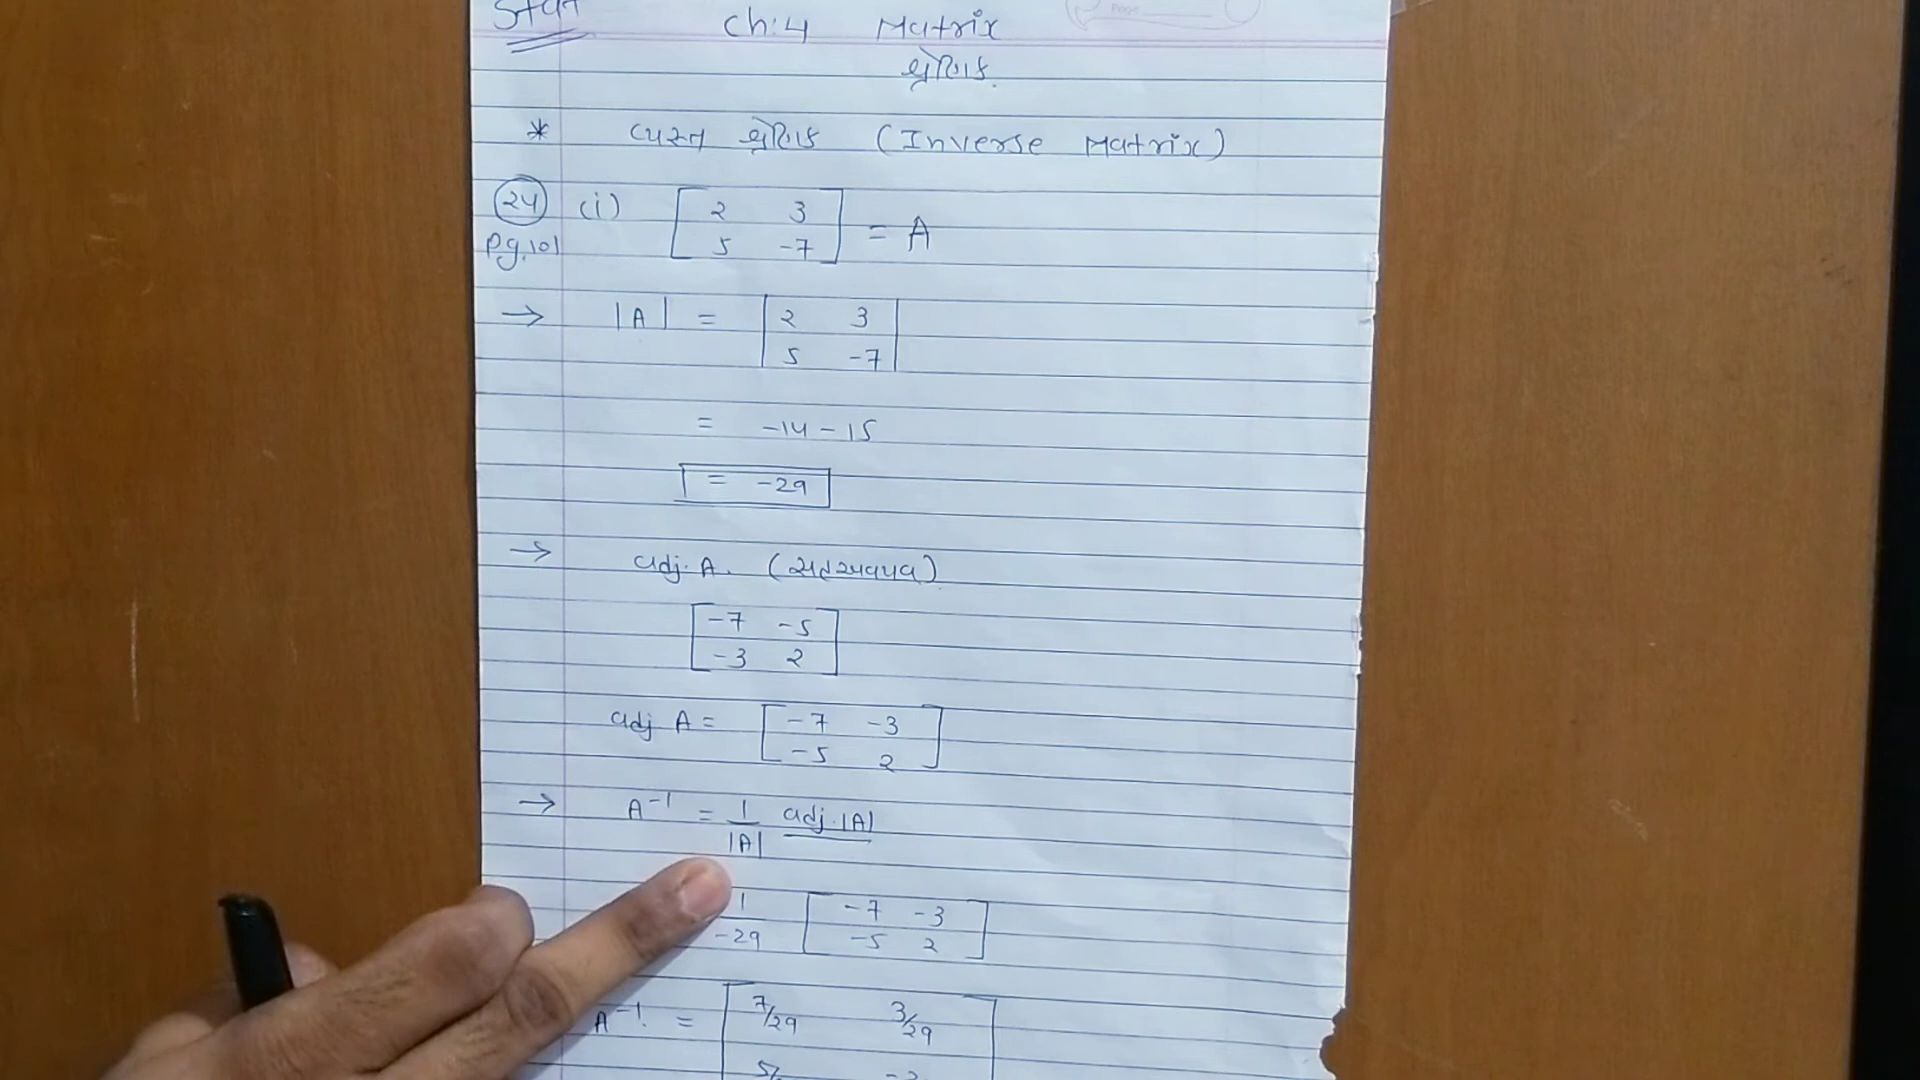 Stat
Page
Ch:4 Matrix
શ્રેણિક
* વ્યસ્ત શ્રેણિક (Inverse Matrix)
24 (i) [ 2 3
5 -7 ] = A
Pg.101
→ |A| = | 2 3
5 -7 |
= -14 - 15
= -29
→ adj. A. (સહઅવયવ)
[ -7 -5
-3 2 ]
adj A = [ -7 -3
-5 2 ]
→ A⁻¹ = 1/|A| adj.|A|
1/-29 [ -7 -3
-5 2 ]
A⁻¹ = [ 7/29 3/29